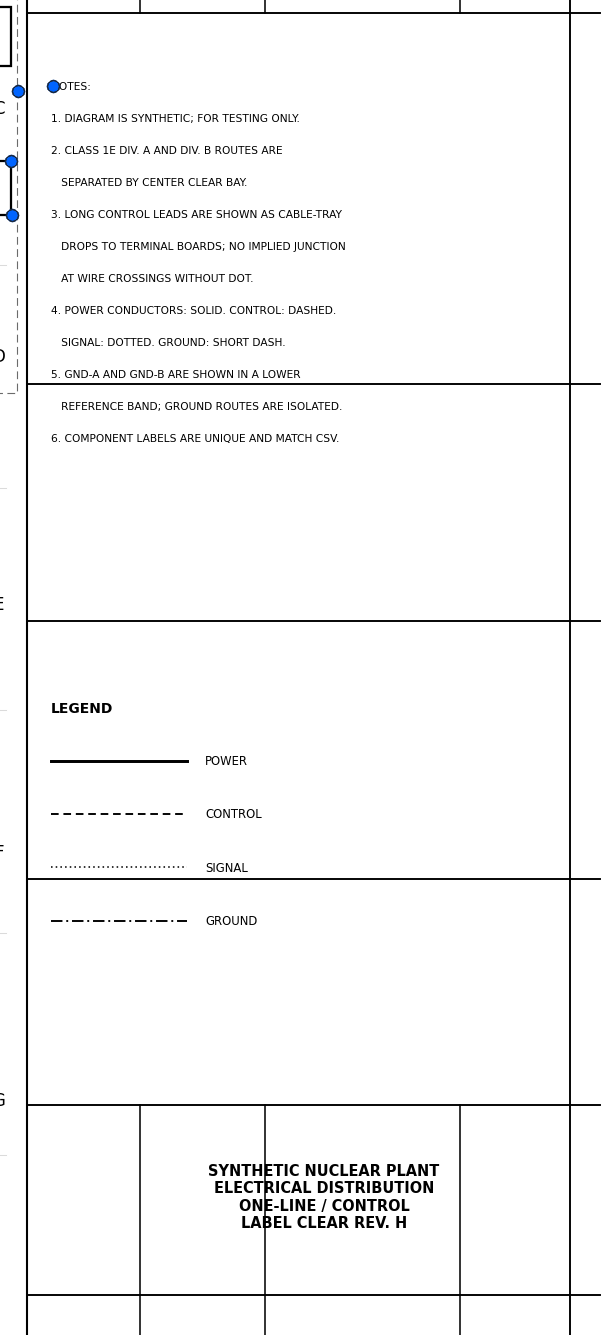 C
D
E
F
G
OTES:
1. DIAGRAM IS SYNTHETIC; FOR TESTING ONLY.
2. CLASS 1E DIV. A AND DIV. B ROUTES ARE
SEPARATED BY CENTER CLEAR BAY.
3. LONG CONTROL LEADS ARE SHOWN AS CABLE-TRAY
DROPS TO TERMINAL BOARDS; NO IMPLIED JUNCTION
AT WIRE CROSSINGS WITHOUT DOT.
4. POWER CONDUCTORS: SOLID. CONTROL: DASHED.
SIGNAL: DOTTED. GROUND: SHORT DASH.
5. GND-A AND GND-B ARE SHOWN IN A LOWER
REFERENCE BAND; GROUND ROUTES ARE ISOLATED.
6. COMPONENT LABELS ARE UNIQUE AND MATCH CSV.
LEGEND
POWER
CONTROL
SIGNAL
GROUND
SYNTHETIC NUCLEAR PLANT
ELECTRICAL DISTRIBUTION
ONE-LINE / CONTROL
LABEL CLEAR REV. H